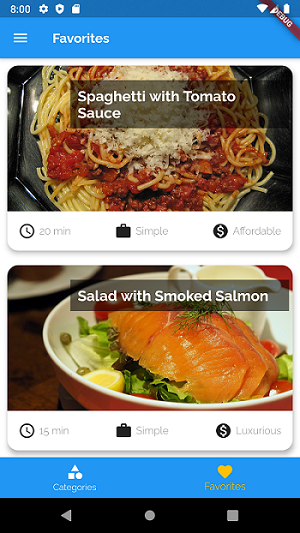 8:00
DEBUG
Favorites
Spaghetti with Tomato
Sauce
20 min Simple Affordable
Salad with Smoked Salmon
15 min Simple Luxurious
Categories Favorites